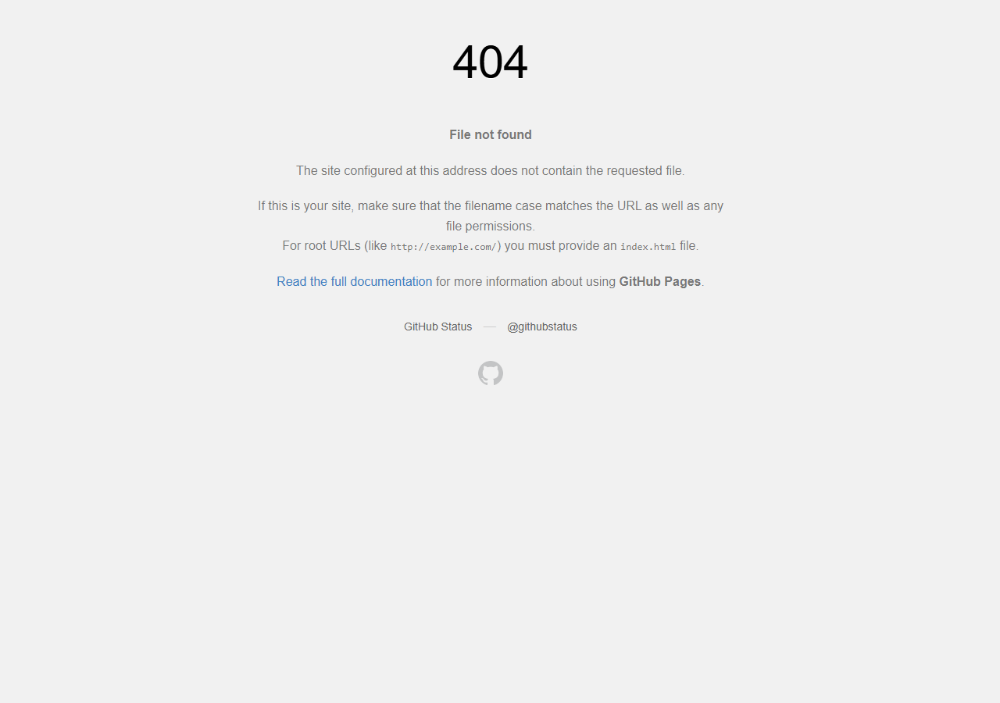 404
File not found
The site configured at this address does not contain the requested file.
If this is your site, make sure that the filename case matches the URL as well as any
file permissions.
For root URLs (like http://example.com/) you must provide an index.html file.
Read the full documentation for more information about using GitHub Pages.
GitHub Status — @githubstatus